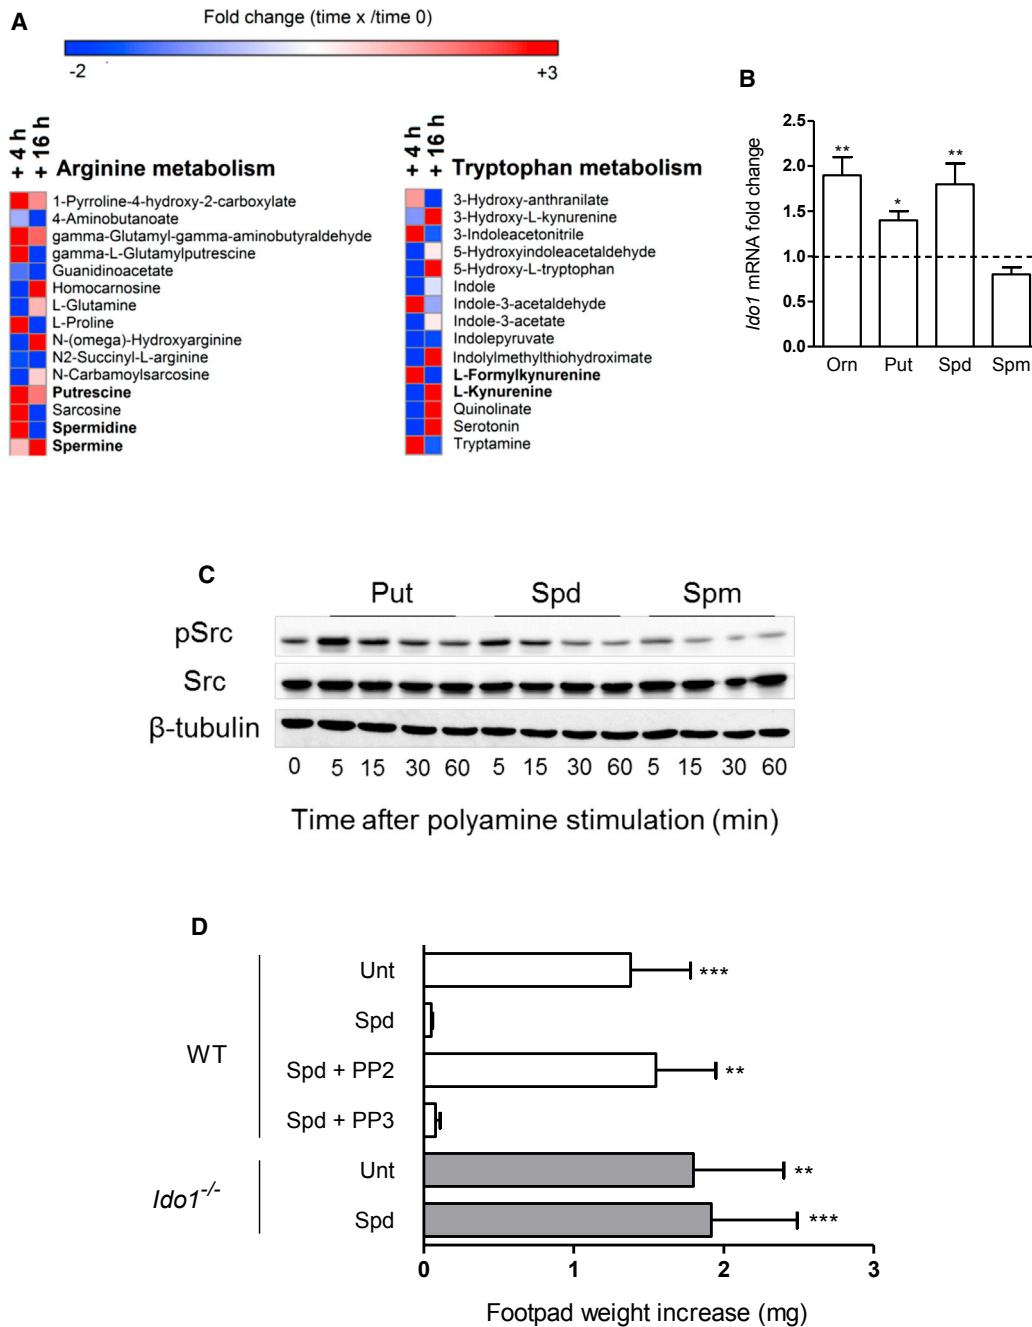 A
Fold change (time x /time 0)
-2
+3
+ 4 h
+ 16 h
Arginine metabolism
1-Pyrroline-4-hydroxy-2-carboxylate
4-Aminobutanoate
gamma-Glutamyl-gamma-aminobutyraldehyde
gamma-L-Glutamylputrescine
Guanidinoacetate
Homocarnosine
L-Glutamine
L-Proline
N-(omega)-Hydroxyarginine
N2-Succinyl-L-arginine
N-Carbamoylsarcosine
Putrescine
Sarcosine
Spermidine
Spermine
+ 4 h
+ 16 h
Tryptophan metabolism
3-Hydroxy-anthranilate
3-Hydroxy-L-kynurenine
3-Indoleacetonitrile
5-Hydroxyindoleacetaldehyde
5-Hydroxy-L-tryptophan
Indole
Indole-3-acetaldehyde
Indole-3-acetate
Indolepyruvate
Indolylmethylthiohydroximate
L-Formylkynurenine
L-Kynurenine
Quinolinate
Serotonin
Tryptamine
B
Ido1 mRNA fold change
2.5
2.0
1.5
1.0
0.5
0.0
**
*
**
Orn Put Spd Spm
C
Put Spd Spm
pSrc
Src
β-tubulin
0 5 15 30 60 5 15 30 60 5 15 30 60
Time after polyamine stimulation (min)
D
WT
Unt ***
Spd
Spd + PP2 **
Spd + PP3
Ido1-/-
Unt **
Spd ***
0 1 2 3
Footpad weight increase (mg)